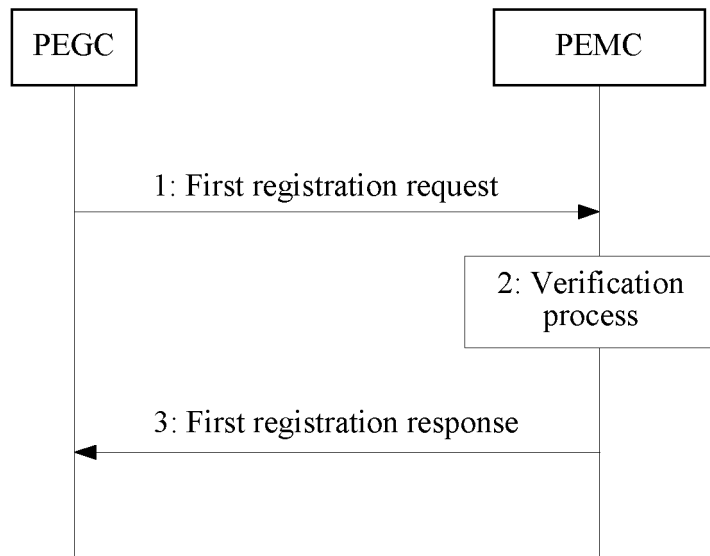 PEGC
PEMC
1: First registration request
2: Verification
process
3: First registration response